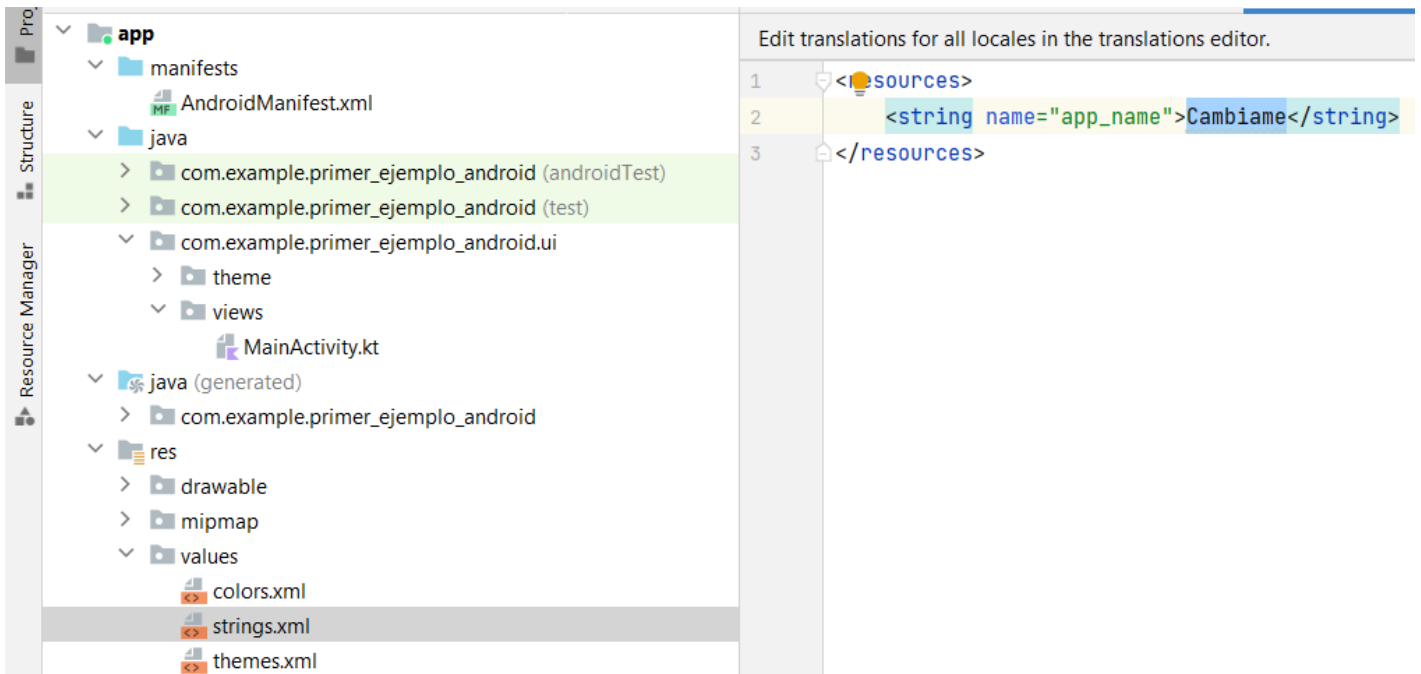 Pro
Structure
Resource Manager
app
manifests
MF AndroidManifest.xml
java
com.example.primer_ejemplo_android (androidTest)
com.example.primer_ejemplo_android (test)
com.example.primer_ejemplo_android.ui
theme
views
MainActivity.kt
java (generated)
com.example.primer_ejemplo_android
res
drawable
mipmap
values
<> colors.xml
<> strings.xml
<> themes.xml
Edit translations for all locales in the translations editor.
1 <resources>
2 <string name="app_name">Cambiame</string>
3 </resources>